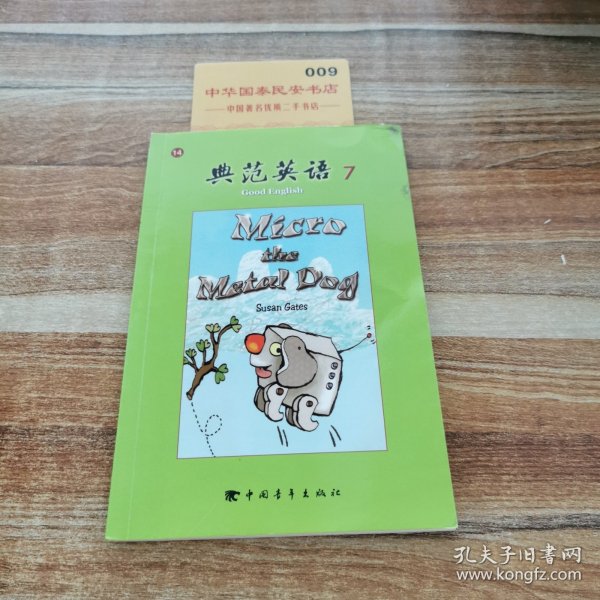 009
中华国泰民安书店
中国著名优质二手书店
14
典范英语 7
Good English
Micro
the
Metal Dog
Susan Gates
中国青年出版社
孔夫子旧书网
www.kongfz.com